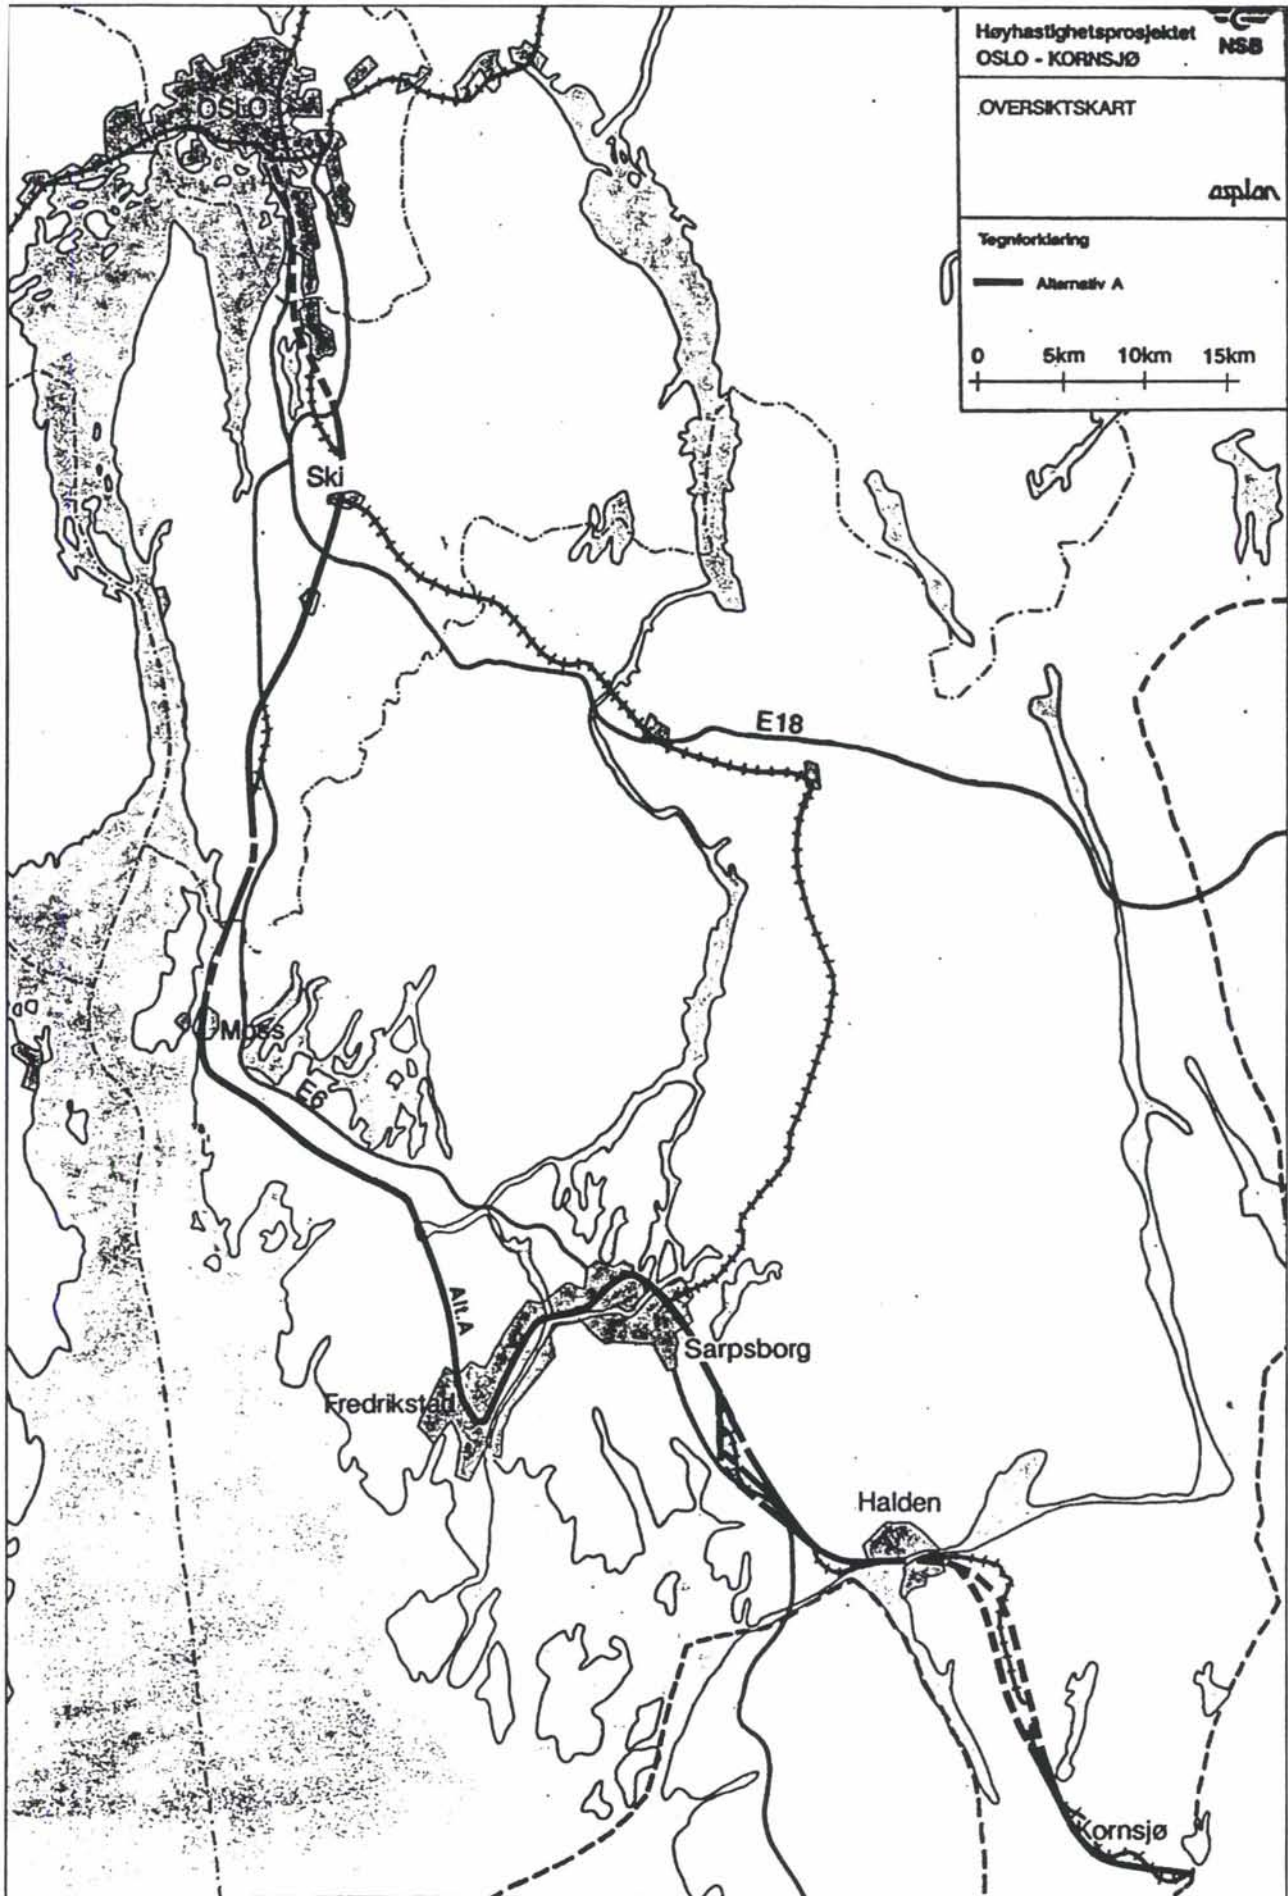 Høyhastighetsprosjektet
OSLO - KORNSJØ
NSB
OVERSIKTSKART
asplan
Tegnforklaring
Alternativ A
0 5km 10km 15km
OSLO
Ski
E18
Moss
E6
Alt.A
Sarpsborg
Fredrikstad
Halden
Kornsjø